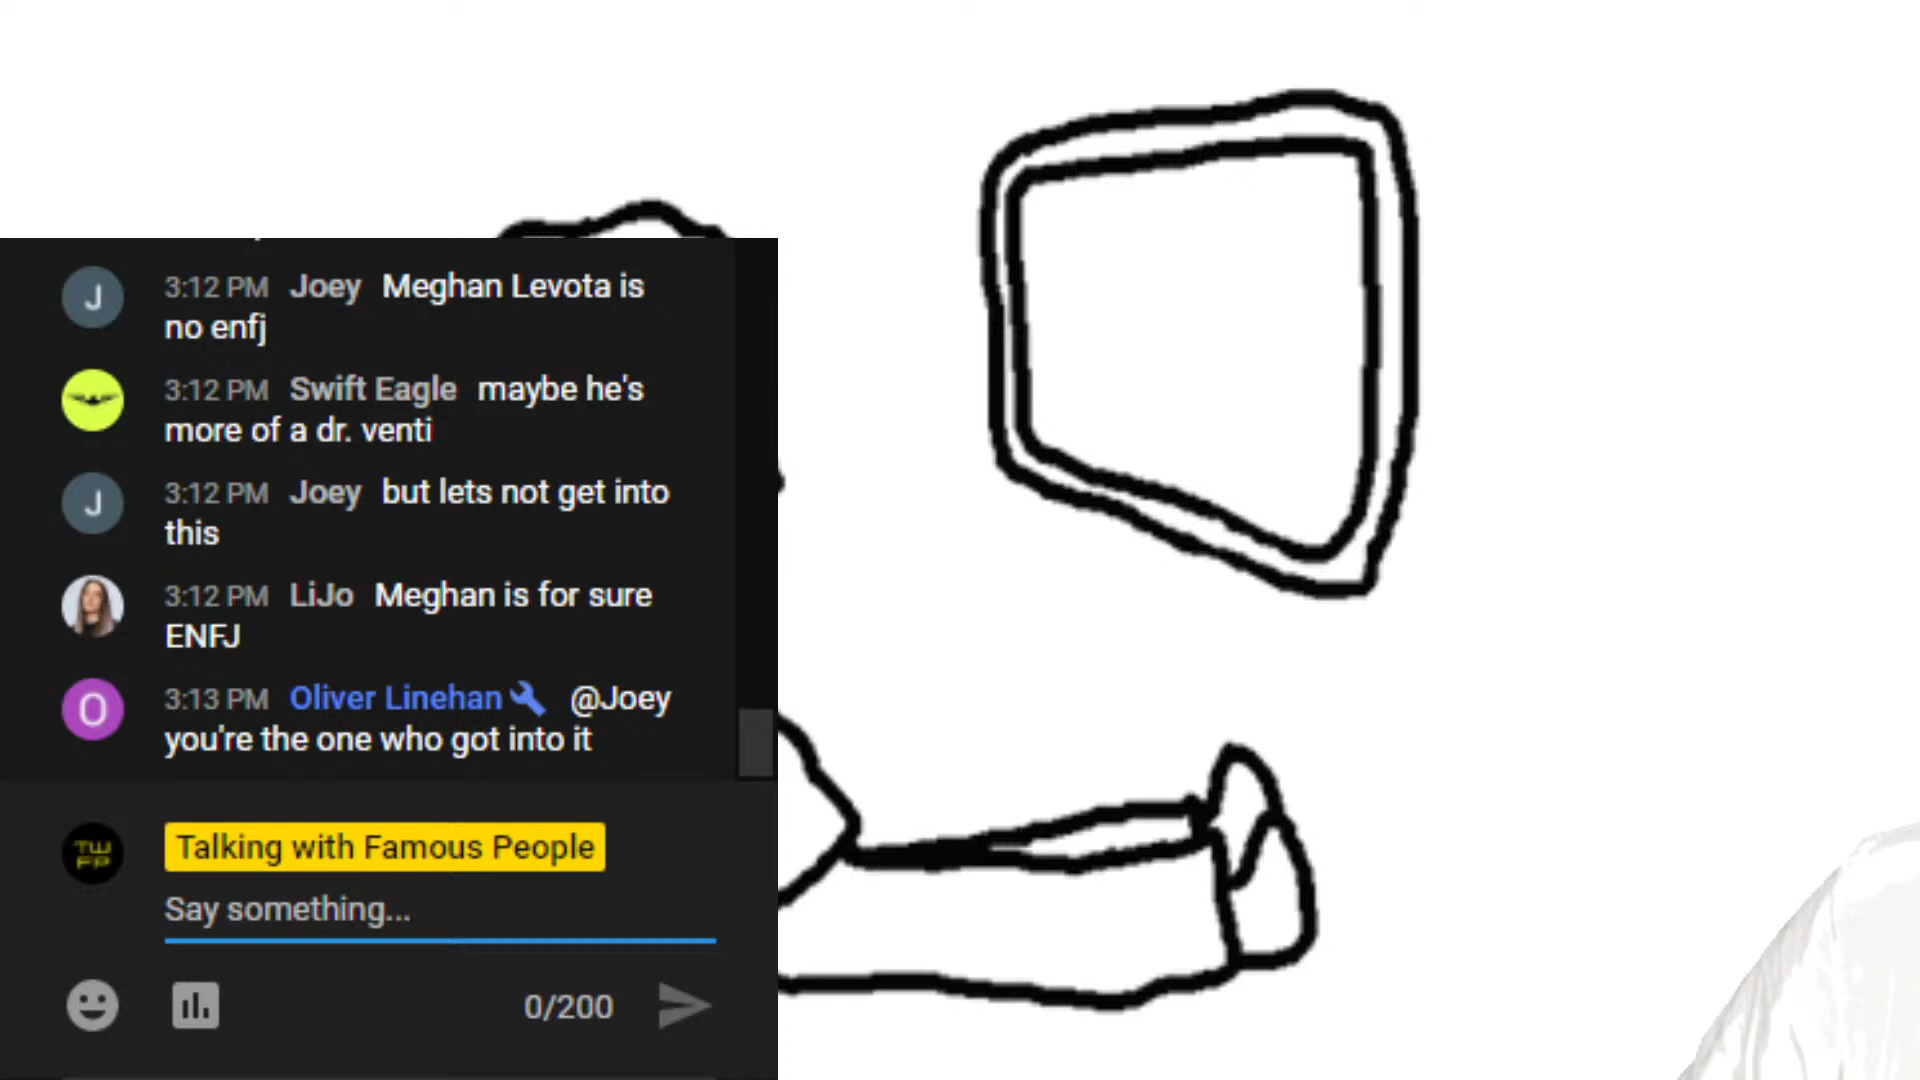 J 3:12 PM Joey Meghan Levota is
no enfj
3:12 PM Swift Eagle maybe he's
more of a dr. venti
J 3:12 PM Joey but lets not get into
this
3:12 PM LiJo Meghan is for sure
ENFJ
O 3:13 PM Oliver Linehan @Joey
you're the one who got into it
TW
FP
Talking with Famous People
Say something...
0/200